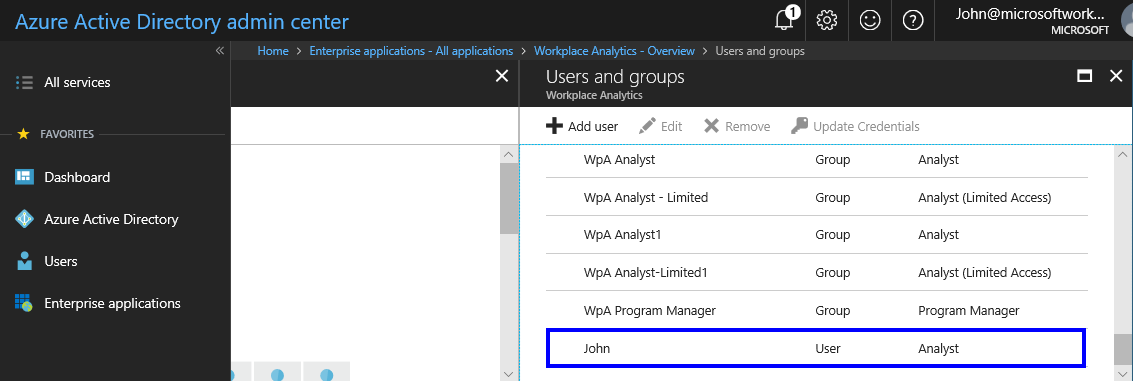 Azure Active Directory admin center
1
John@microsoftwork...
MICROSOFT
Home > Enterprise applications - All applications > Workplace Analytics - Overview > Users and groups
All services
FAVORITES
Dashboard
Azure Active Directory
Users
Enterprise applications
Users and groups
Workplace Analytics
Add user Edit Remove Update Credentials
WpA Analyst Group Analyst
WpA Analyst - Limited Group Analyst (Limited Access)
WpA Analyst1 Group Analyst
WpA Analyst-Limited1 Group Analyst (Limited Access)
WpA Program Manager Group Program Manager
John User Analyst